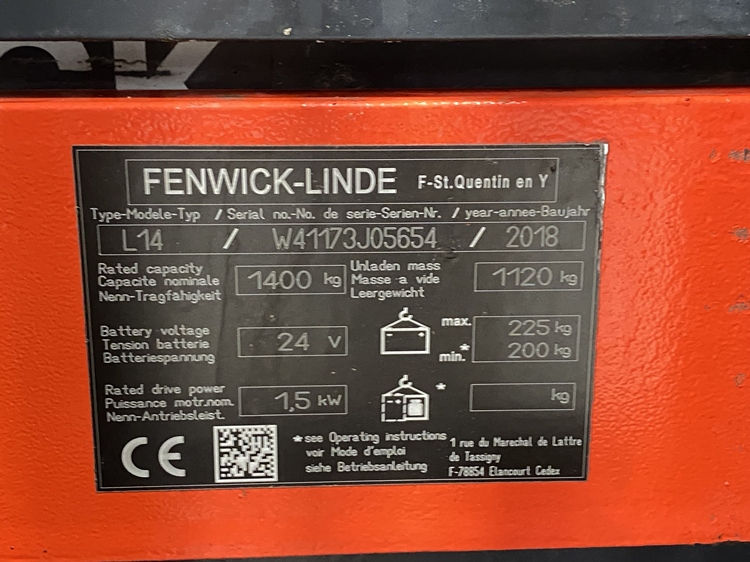 CK
FENWICK-LINDE F-St.Quentin en Y
Type-Modele-Typ / Serial no.-No. de serie-Serien-Nr. / year-annee-Baujahr
L14 / W41173J05654 / 2018
Rated capacity
Capacite nominale
Nenn-Tragfähigkeit
1400 kg
Unladen mass
Masse a vide
Leergewicht
1120 kg
Battery voltage
Tension batterie
Batteriespannung
24 V
max. 225 kg
min.* 200 kg
Rated drive power
Puissance motr.nom.
Nenn-Antriebsleist.
1,5 kW
* kg
CE
*see Operating instructions
voir Mode d'emploi
siehe Betriebsanleitung
1 rue du Marechal de Lattre
de Tassigny
F-78854 Elancourt Cedex